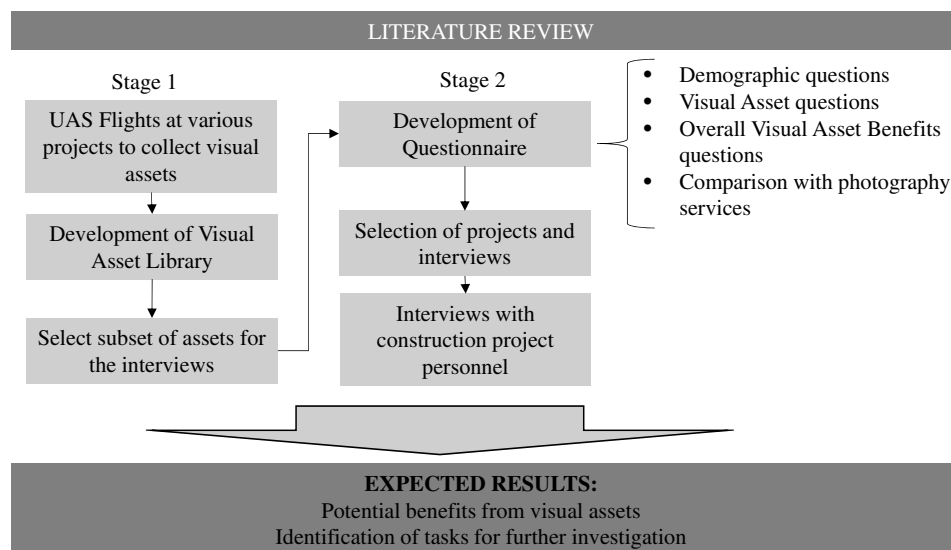 LITERATURE REVIEW
Stage 1
UAS Flights at various
projects to collect visual
assets
Development of Visual
Asset Library
Select subset of assets for
the interviews
Stage 2
Development of
Questionnaire
Selection of projects and
interviews
Interviews with
construction project
personnel
• Demographic questions
• Visual Asset questions
• Overall Visual Asset Benefits
questions
• Comparison with photography
services
EXPECTED RESULTS:
Potential benefits from visual assets
Identification of tasks for further investigation